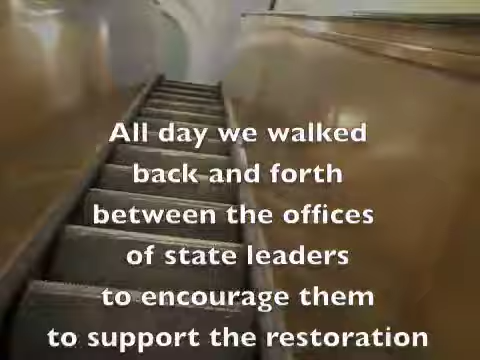 All day we walked
back and forth
between the offices
of state leaders
to encourage them
to support the restoration